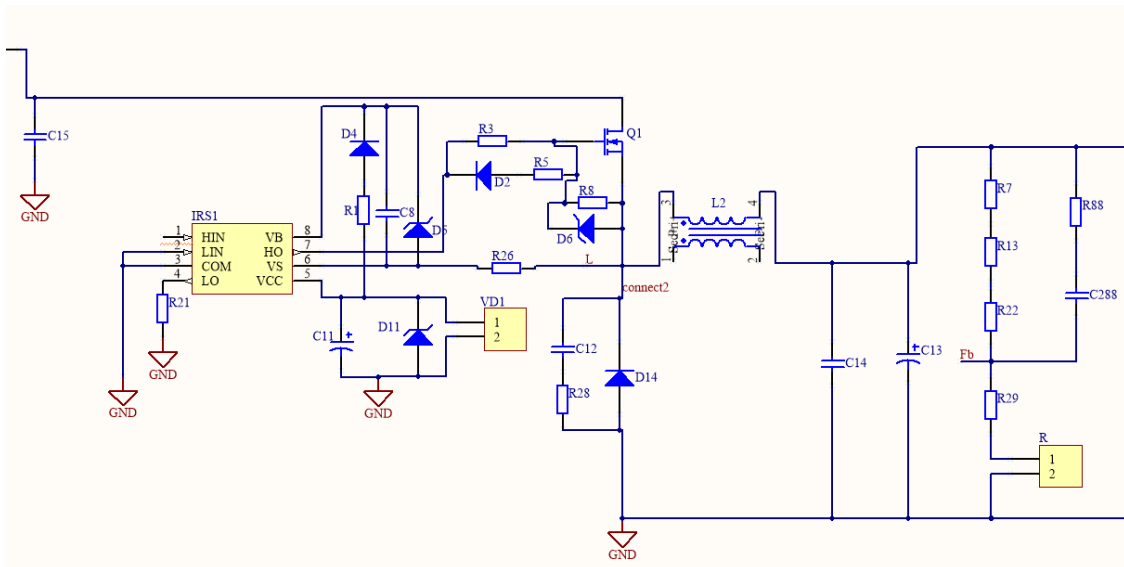 C15
GND
IRS1
1 HIN VB 8
2 LIN HO 7
3 COM VS 6
4 LO VCC 5
R21
GND
GND
D4
R1
C8
D5
R3
D2
R5
Q1
R8
D6
R26
L
connect2
C11
D11
VD1
1
2
GND
C12
R28
D14
GND
L2
3
4
1
2
C14
C13
R7
R13
R22
R88
C288
Fb
R29
R
1
2